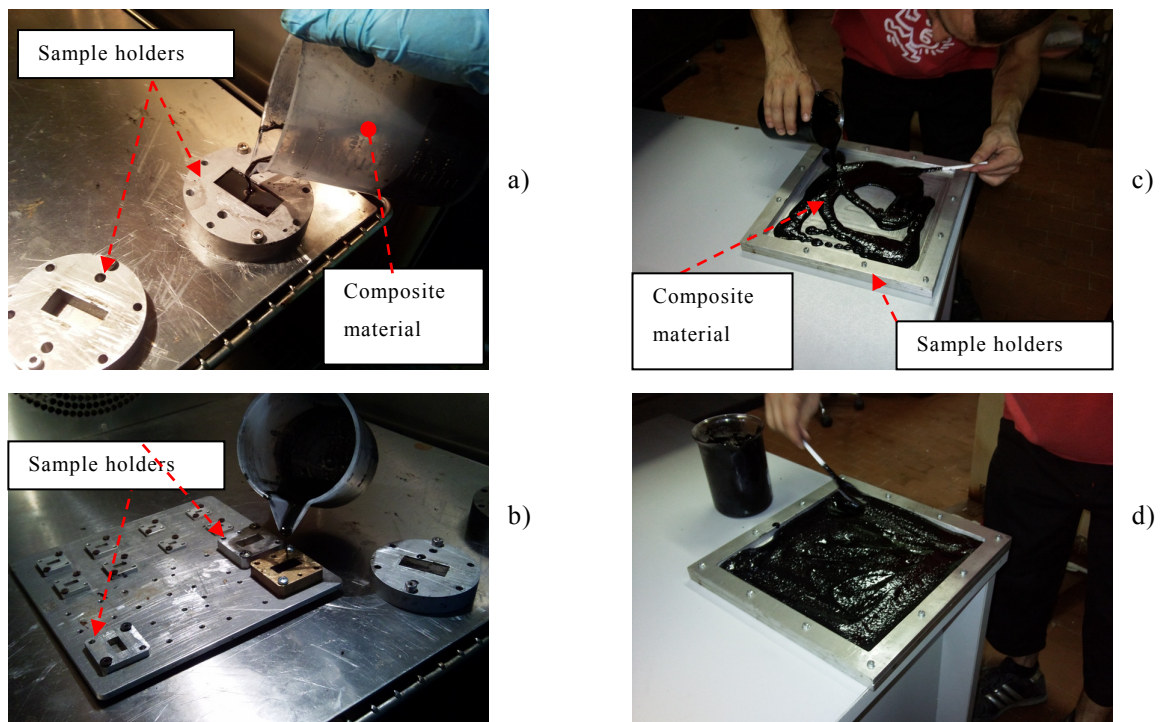 Sample holders
a)
Composite
material
Sample holders
b)
c)
Composite
material
Sample holders
d)